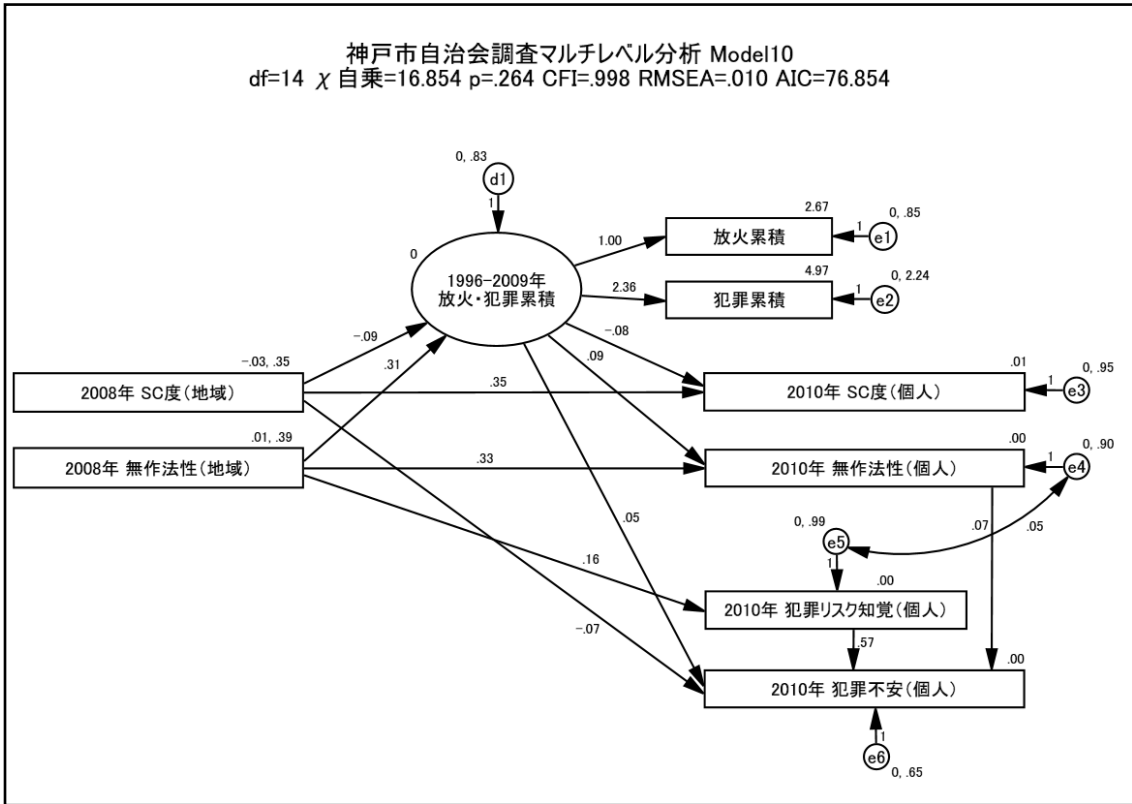 神戸市自治会調査マルチレベル分析 Model10
df=14 χ自乗=16.854 p=.264 CFI=.998 RMSEA=.010 AIC=76.854
0, .83
d1
1
0
1996-2009年
放火・犯罪累積
2.67
放火累積
1.00
1
e1
0, .85
4.97
犯罪累積
2.36
1
e2
0, 2.24
-.09
.31
-.08
.09
-.03, .35
2008年 SC度(地域)
.35
.01
2010年 SC度(個人)
1
e3
0, .95
.01, .39
2008年 無作法性(地域)
.33
.00
2010年 無作法性(個人)
1
e4
0, .90
.05
.07
.05
0, .99
e5
1
.16
.00
2010年 犯罪リスク知覚(個人)
-.07
.57
.00
2010年 犯罪不安(個人)
1
e6
0, .65